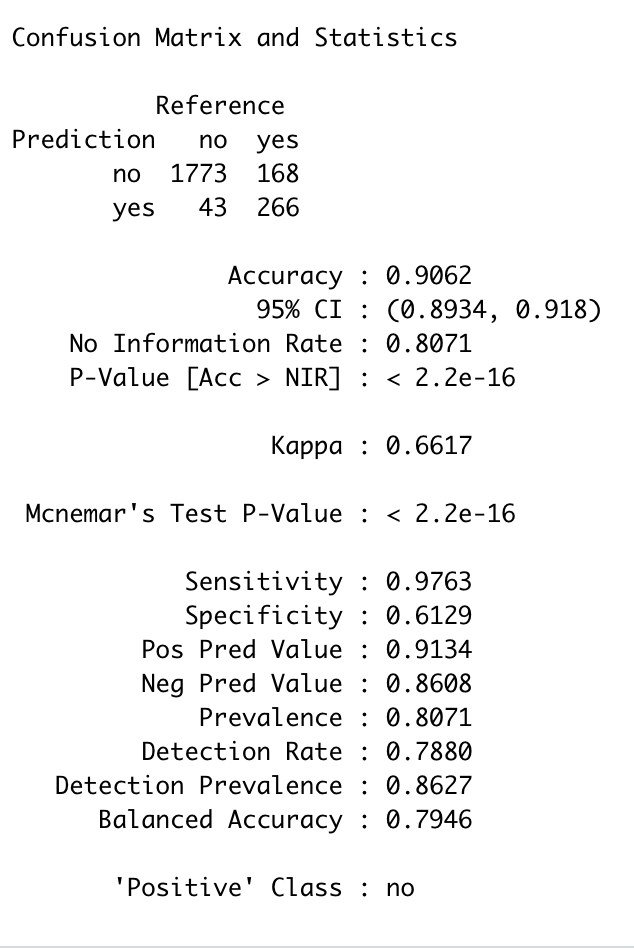 Confusion Matrix and Statistics
Reference
Prediction no yes
no 1773 168
yes 43 266
Accuracy : 0.9062
95% CI : (0.8934, 0.918)
No Information Rate : 0.8071
P-Value [Acc > NIR] : < 2.2e-16
Kappa : 0.6617
Mcnemar's Test P-Value : < 2.2e-16
Sensitivity : 0.9763
Specificity : 0.6129
Pos Pred Value : 0.9134
Neg Pred Value : 0.8608
Prevalence : 0.8071
Detection Rate : 0.7880
Detection Prevalence : 0.8627
Balanced Accuracy : 0.7946
'Positive' Class : no